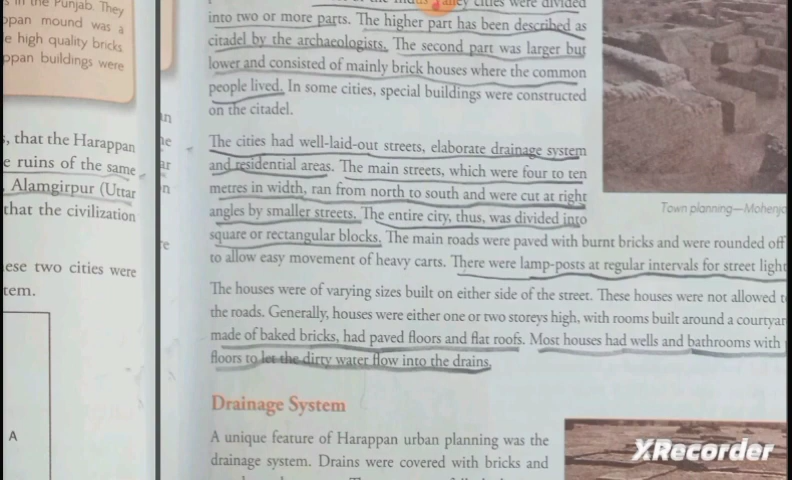 s in the Punjab. They
ppan mound was a
e high quality bricks
ppan buildings were
s, that the Harappan
e ruins of the same
, Alamgirpur (Uttar
that the civilization
ese two cities were
tem.
A
an
he
ar
on
re
cities were divided
into two or more parts. The higher part has been described as
citadel by the archaeologists. The second part was larger but
lower and consisted of mainly brick houses where the common
people lived. In some cities, special buildings were constructed
on the citadel.
The cities had well-laid-out streets, elaborate drainage system
and residential areas. The main streets, which were four to ten
metres in width, ran from north to south and were cut at right
angles by smaller streets. The entire city, thus, was divided into
square or rectangular blocks. The main roads were paved with burnt bricks and were rounded off
to allow easy movement of heavy carts. There were lamp-posts at regular intervals for street light
The houses were of varying sizes built on either side of the street. These houses were not allowed t
the roads. Generally, houses were either one or two storeys high, with rooms built around a courtyar
made of baked bricks, had paved floors and flat roofs. Most houses had wells and bathrooms with
floors to let the dirty water flow into the drains.
Town planning—Mohenjo
Drainage System
A unique feature of Harappan urban planning was the
drainage system. Drains were covered with bricks and
XRecorder